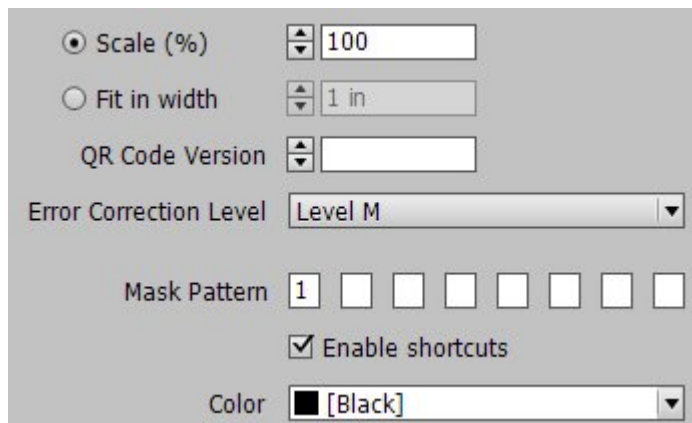 Scale (%) 100
Fit in width 1 in
QR Code Version
Error Correction Level Level M
Mask Pattern 1
Enable shortcuts
Color [Black]